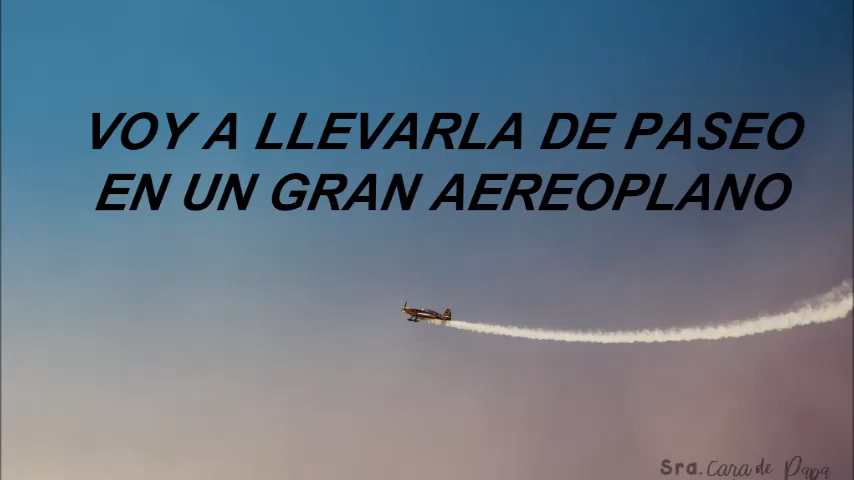 VOY A LLEVARLA DE PASEO
EN UN GRAN AEREOPLANO
Sra. Cara de Papa